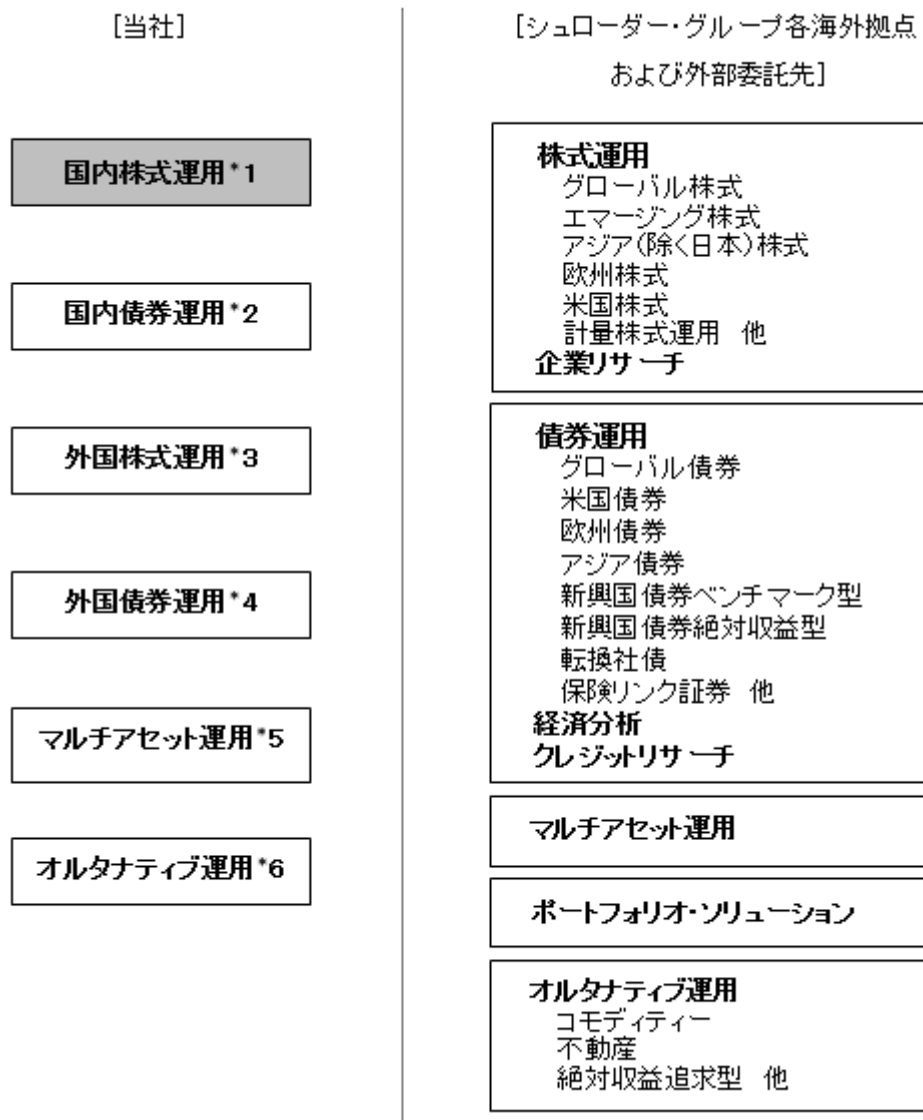 [当社]
国内株式運用*1
国内債券運用*2
外国株式運用*3
外国債券運用*4
マルチアセット運用*5
オルタナティブ運用*6
[シュローダー・グループ各海外拠点
および外部委託先]
株式運用
グローバル株式
エマージング株式
アジア(除く日本)株式
欧州株式
米国株式
計量株式運用 他
企業リサーチ
債券運用
グローバル債券
米国債券
欧州債券
アジア債券
新興国債券ベンチマーク型
新興国債券絶対収益型
転換社債
保険リンク証券 他
経済分析
クレジットリサーチ
マルチアセット運用
ポートフォリオ・ソリューション
オルタナティブ運用
コモディティー
不動産
絶対収益追求型 他